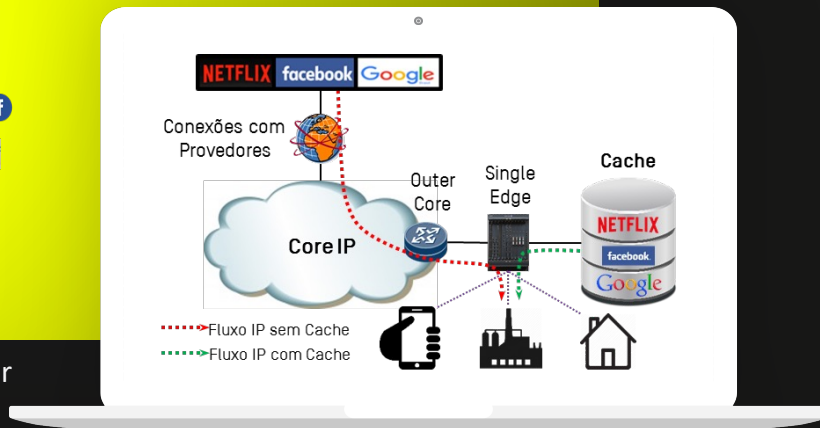 NETFLIX facebook Google
Conexões com
Provedores
Outer
Core
Single
Edge
Cache
NETFLIX
facebook
Google
Core IP
Fluxo IP sem Cache
Fluxo IP com Cache
f
r